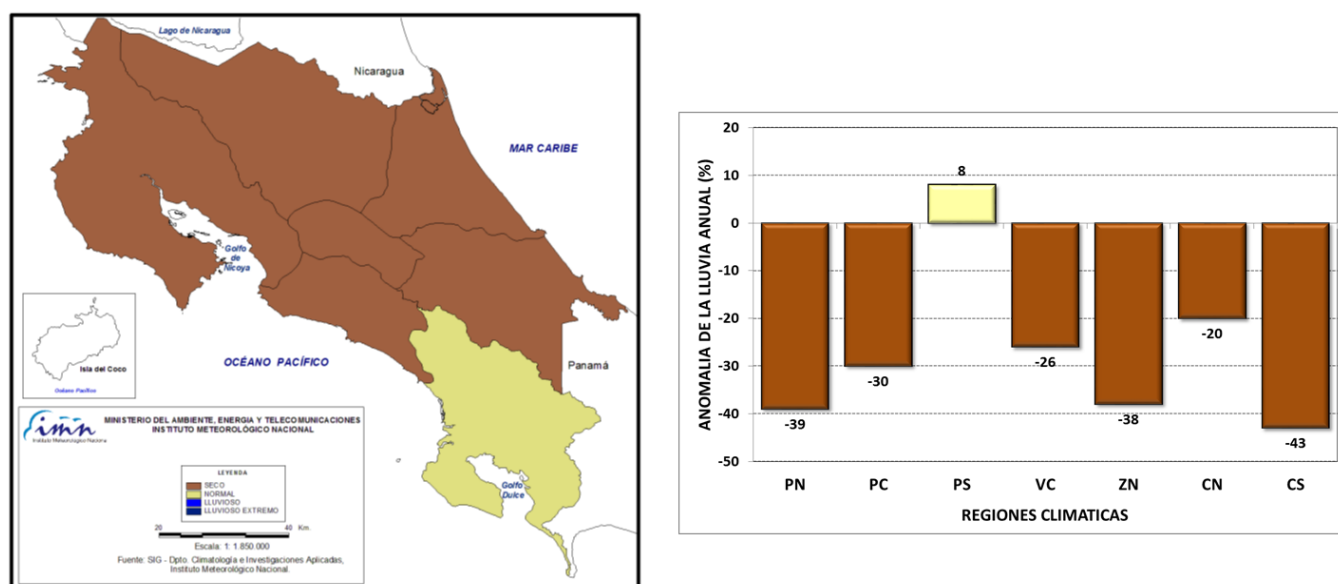 Lago de Nicaragua
Nicaragua
MAR CARIBE
Golfo
de
Nicoya
Isla del Coco
Océano Pacífico
OCÉANO PACÍFICO
Panamá
Golfo
Dulce
imn
Instituto Meteorológico Nacional
MINISTERIO DEL AMBIENTE, ENERGIA Y TELECOMUNICACIONES
INSTITUTO METEOROLÓGICO NACIONAL
LEYENDA
SECO
NORMAL
LLUVIOSO
LLUVIOSO EXTREMO
20 0 40 Km.
Escala: 1: 1.850.000
Fuente: SIG - Dpto. Climatología e Investigaciones Aplicadas,
Instituto Meteorológico Nacional.
ANOMALIA DE LA LLUVIA ANUAL (%)
20
10
0
-10
-20
-30
-40
-50
8
-39
-30
-26
-38
-20
-43
PN PC PS VC ZN CN CS
REGIONES CLIMATICAS